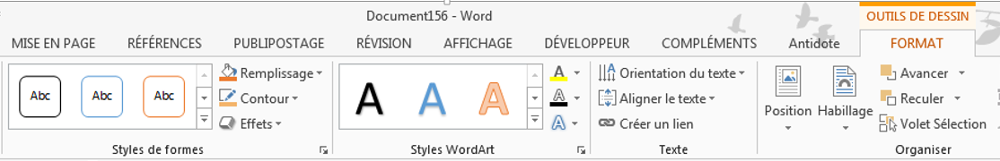 Document156 - Word
OUTILS DE DESSIN
MISE EN PAGE RÉFÉRENCES PUBLIPOSTAGE RÉVISION AFFICHAGE DÉVELOPPEUR COMPLÉMENTS Antidote FORMAT
Abc Abc Abc
Remplissage
Contour
Effets
Styles de formes
A A A
A
A
A
Styles WordArt
Orientation du texte
Aligner le texte
Créer un lien
Texte
Position
Habillage
Avancer
Reculer
Volet Sélection
Organiser